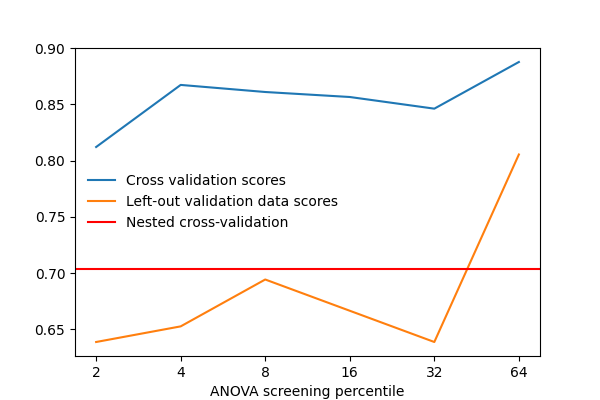 0.90
0.85
0.80
0.75
0.70
0.65
Cross validation scores
Left-out validation data scores
Nested cross-validation
2 4 8 16 32 64
ANOVA screening percentile